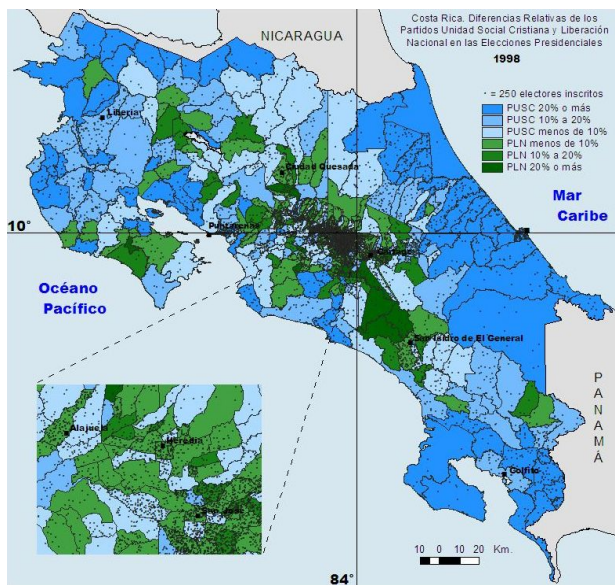 Costa Rica. Diferencias Relativas de los
Partidos Unidad Social Cristiana y Liberación
Nacional en las Elecciones Presidenciales
1998
NICARAGUA
· = 250 electores inscritos
PUSC 20% o más
PUSC 10% a 20%
PUSC menos de 10%
PLN menos de 10%
PLN 10% a 20%
PLN 20% o más
Liberia
Ciudad Quesada
Mar
Caribe
10°
Puntarenas
Océano
Pacífico
San Isidro de El General
PANAMÁ
Alajuela
Heredia
San José
Golfito
10 0 10 20 Km.
84°